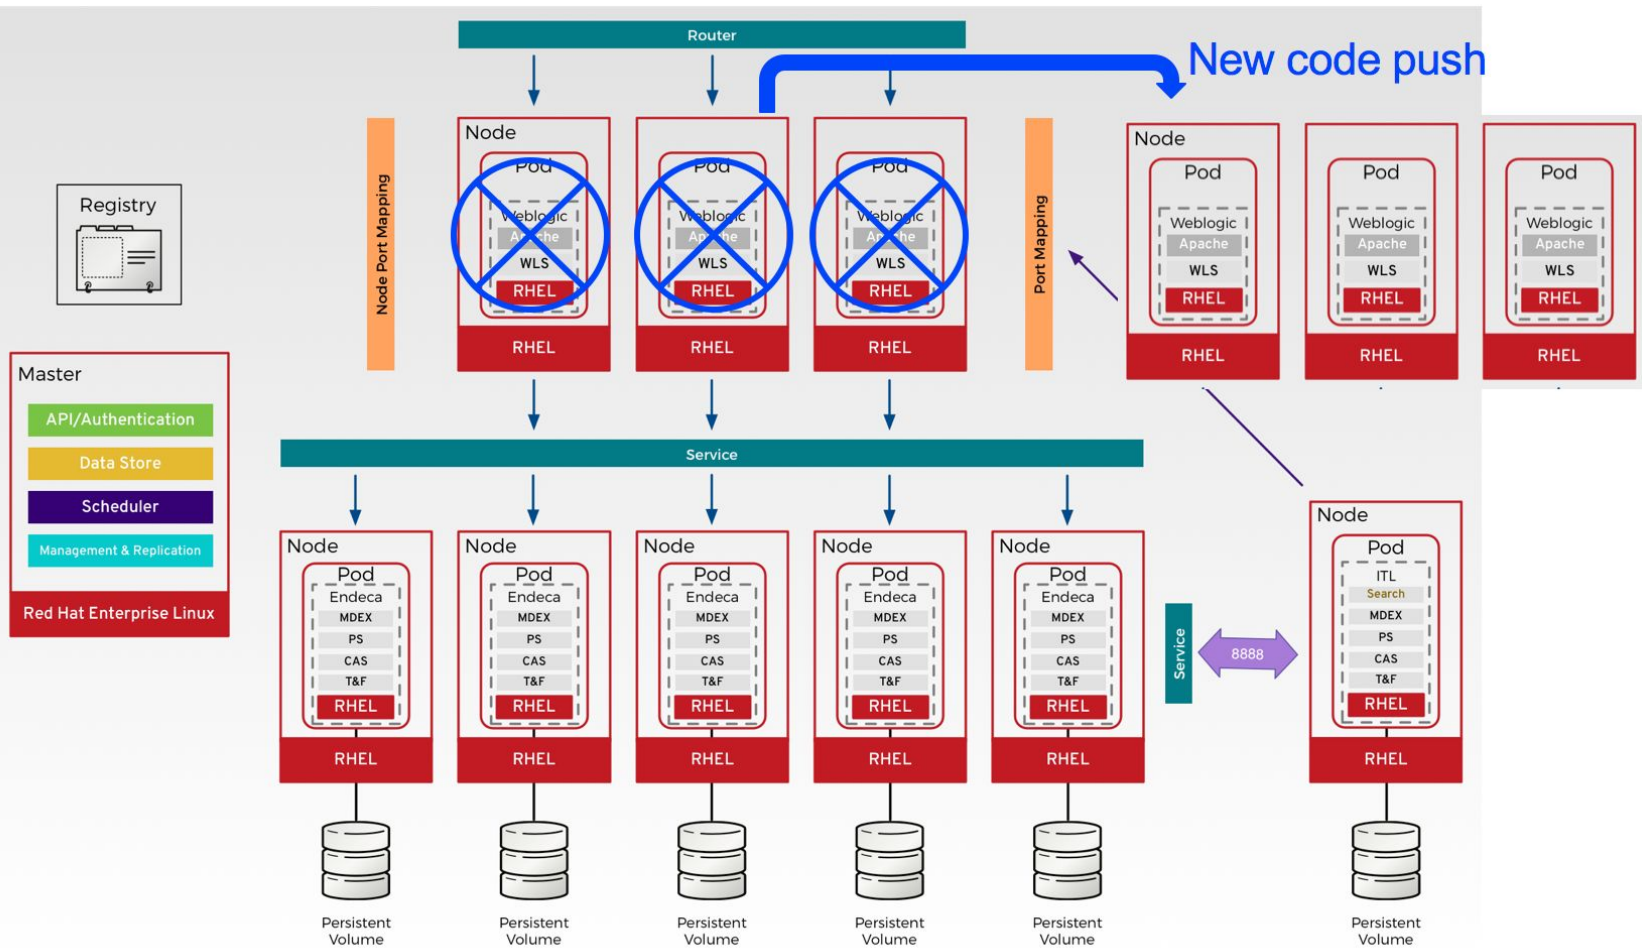 Router
New code push
Node Port Mapping
Node
Pod
Weblogic
Apache
WLS
RHEL
RHEL
Pod
Weblogic
Apache
WLS
RHEL
RHEL
Pod
Weblogic
Apache
WLS
RHEL
RHEL
Port Mapping
Node
Pod
Weblogic
Apache
WLS
RHEL
RHEL
Pod
Weblogic
Apache
WLS
RHEL
RHEL
Pod
Weblogic
Apache
WLS
RHEL
RHEL
Registry
Master
API/Authentication
Data Store
Scheduler
Management & Replication
Red Hat Enterprise Linux
Service
Node
Pod
Endeca
MDEX
PS
CAS
T&F
RHEL
RHEL
Persistent
Volume
Node
Pod
Endeca
MDEX
PS
CAS
T&F
RHEL
RHEL
Persistent
Volume
Node
Pod
Endeca
MDEX
PS
CAS
T&F
RHEL
RHEL
Persistent
Volume
Node
Pod
Endeca
MDEX
PS
CAS
T&F
RHEL
RHEL
Persistent
Volume
Node
Pod
Endeca
MDEX
PS
CAS
T&F
RHEL
RHEL
Persistent
Volume
Service
8888
Node
Pod
ITL
Search
MDEX
PS
CAS
T&F
RHEL
RHEL
Persistent
Volume